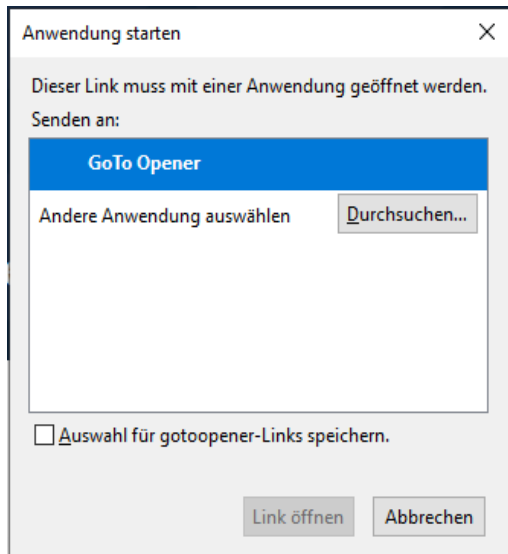 Anwendung starten
Dieser Link muss mit einer Anwendung geöffnet werden.
Senden an:
GoTo Opener
Andere Anwendung auswählen Durchsuchen...
Auswahl für gotoopener-Links speichern.
Link öffnen Abbrechen